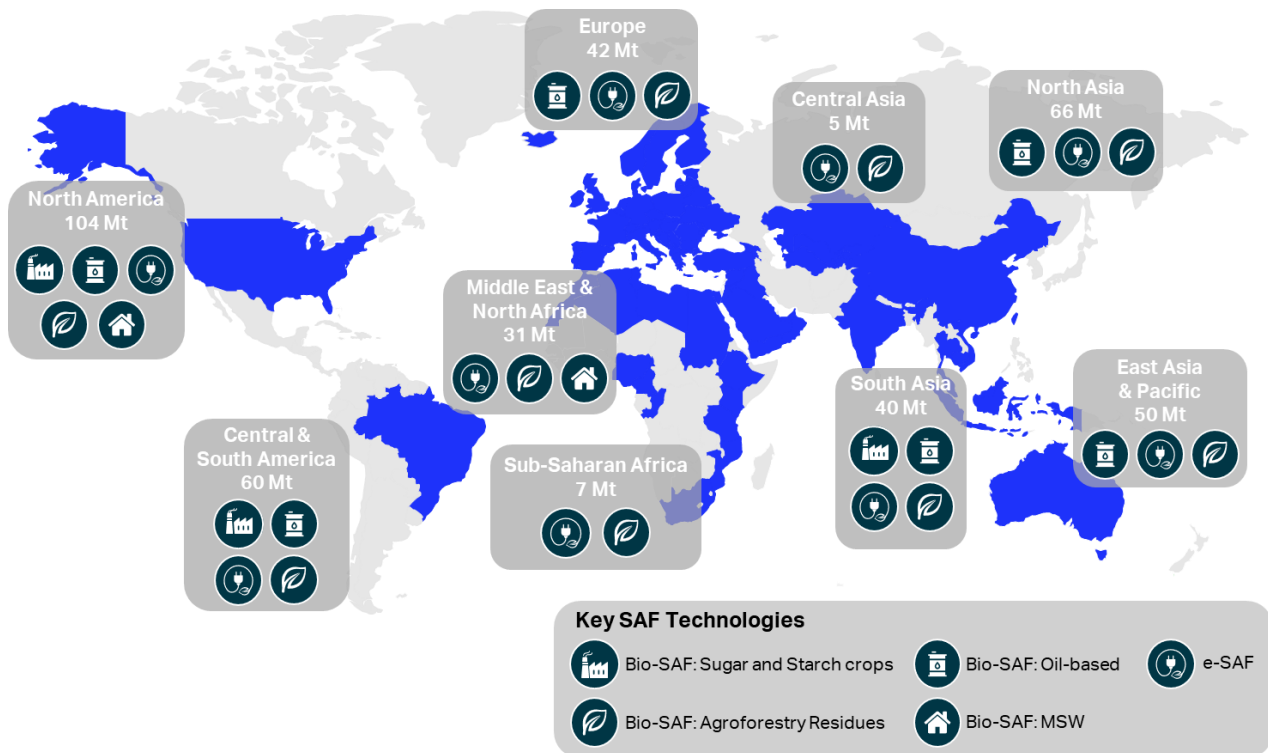 Europe
42 Mt
Central Asia
5 Mt
North Asia
66 Mt
North America
104 Mt
Middle East &
North Africa
31 Mt
South Asia
40 Mt
East Asia
& Pacific
50 Mt
Central &
South America
60 Mt
Sub-Saharan Africa
7 Mt
Key SAF Technologies
Bio-SAF: Sugar and Starch crops
Bio-SAF: Oil-based
e-SAF
Bio-SAF: Agroforestry Residues
Bio-SAF: MSW